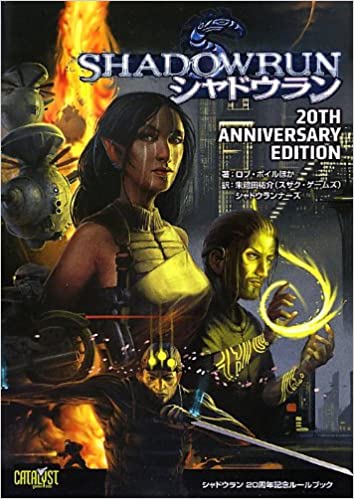 SHADOWRUN
シャドウラン
20TH
ANNIVERSARY
EDITION
著：ロブ・ボイルほか
訳：朱鷺田祐介(スザク・ゲームズ)
シャドウランナーズ
CATALYST
game labs
シャドウラン 20周年記念ルールブック